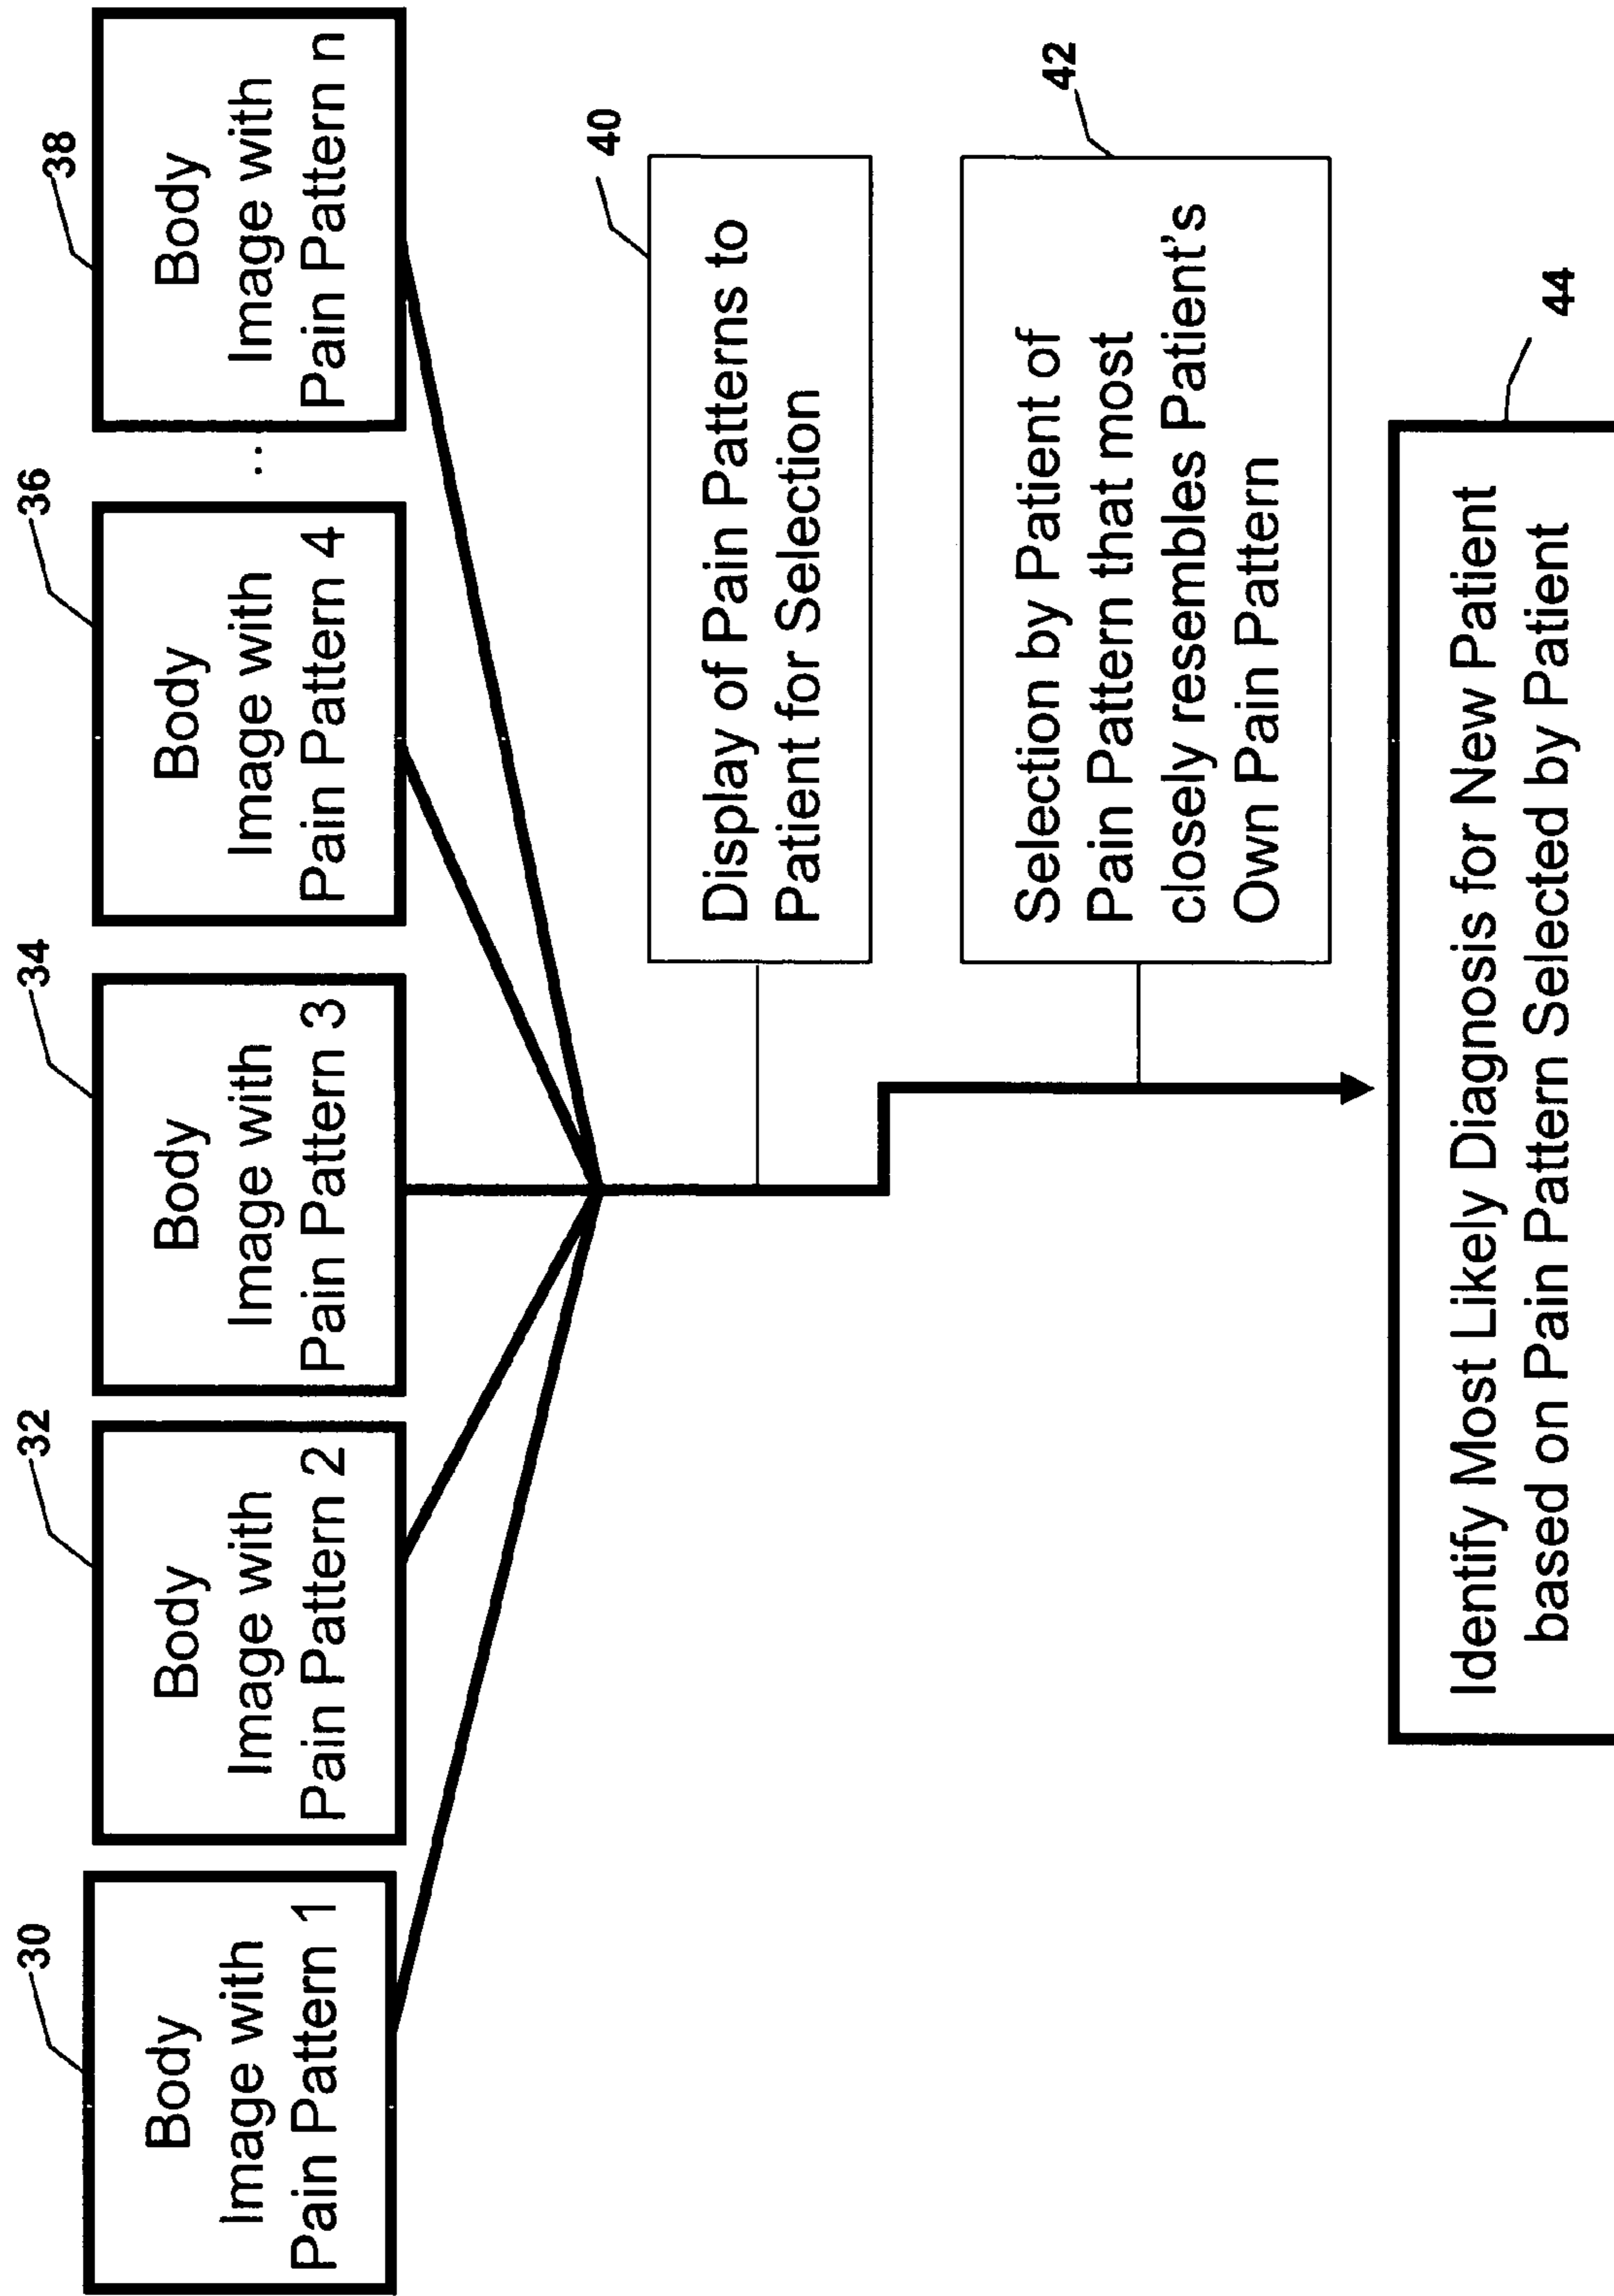 30
Body
Image with
Pain Pattern 1
32
Body
Image with
Pain Pattern 2
34
Body
Image with
Pain Pattern 3
36
Body
Image with
Pain Pattern 4
...
38
Body
Image with
Pain Pattern n
40
Display of Pain Patterns to
Patient for Selection
42
Selection by Patient of
Pain Pattern that most
closely resembles Patient's
Own Pain Pattern
44
Identify Most Likely Diagnosis for New Patient
based on Pain Pattern Selected by Patient